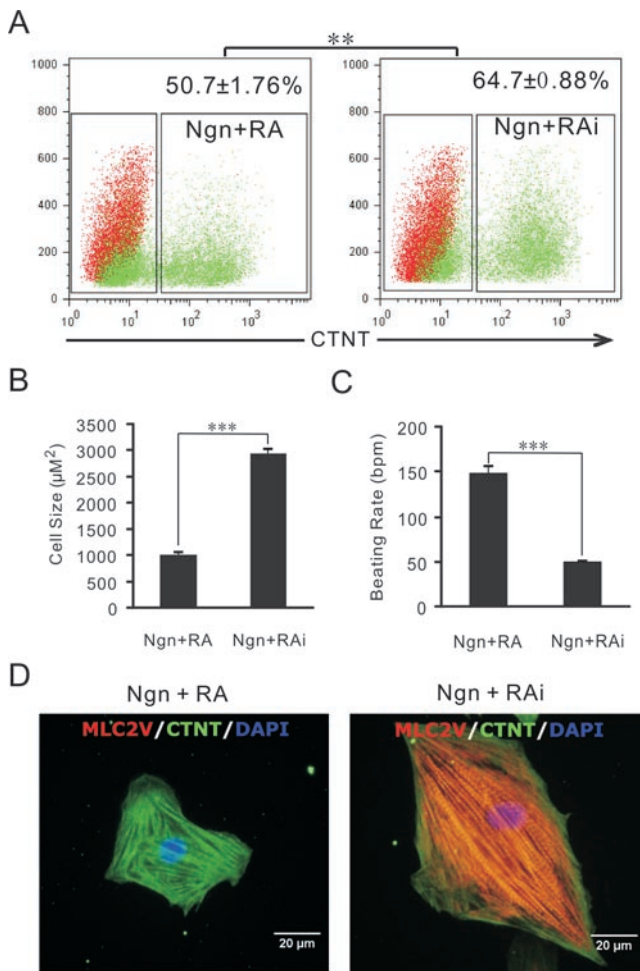 A
**
50.7±1.76%
64.7±0.88%
Ngn+RA
Ngn+RAi
1000
800
600
400
200
0
10⁰ 10¹ 10² 10³
1000
800
600
400
200
0
10⁰ 10¹ 10² 10³
CTNT
B
Cell Size (µM²)
3500
3000
2500
2000
1500
1000
500
0
***
Ngn+RA Ngn+RAi
C
Beating Rate (bpm)
200
150
100
50
0
***
Ngn+RA Ngn+RAi
D
Ngn + RA
MLC2V/CTNT/DAPI
20 µm
Ngn + RAi
MLC2V/CTNT/DAPI
20 µm